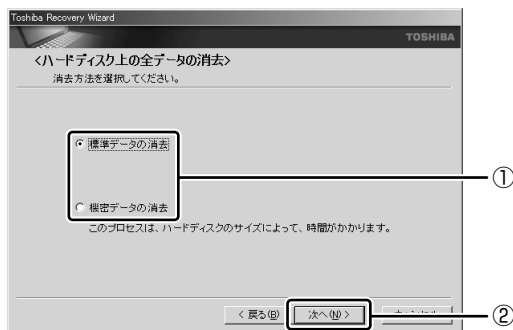 Toshiba Recovery Wizard
TOSHIBA
<ハードディスク上の全データの消去>
消去方法を選択してください。
標準データの消去
①
機密データの消去
このプロセスは、ハードディスクのサイズによって、時間がかかります。
< 戻る(B)
次へ(N) >
②